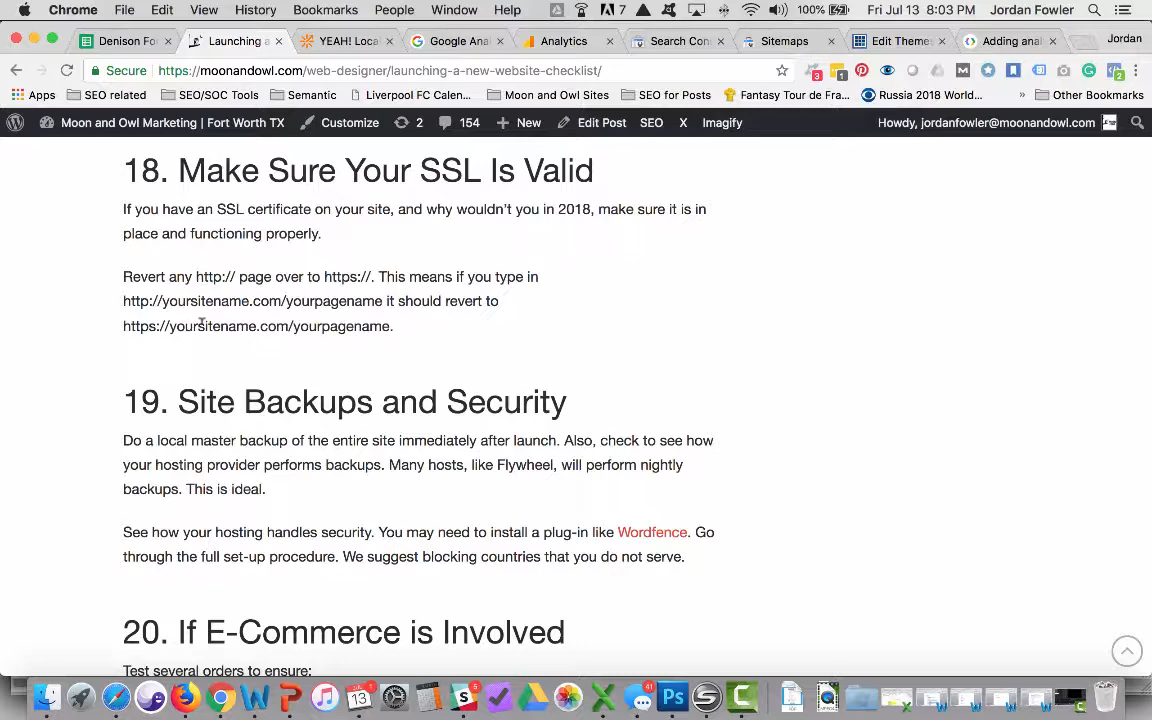 Chrome File Edit View History Bookmarks People Window Help 7 100% Fri Jul 13 8:03 PM Jordan Fowler
Denison Fo Launching a YEAH! Loca Google Ana Analytics Search Con Sitemaps Edit Themes Adding anal Jordan
Secure https://moonandowl.com/web-designer/launching-a-new-website-checklist/ 3 1 2
Apps SEO related SEO/SOC Tools Semantic Liverpool FC Calen... Moon and Owl Sites SEO for Posts Fantasy Tour de Fra... Russia 2018 World... » Other Bookmarks
Moon and Owl Marketing | Fort Worth TX Customize 2 154 New Edit Post SEO X Imagify Howdy, jordanfowler@moonandowl.com
18. Make Sure Your SSL Is Valid
If you have an SSL certificate on your site, and why wouldn't you in 2018, make sure it is in
place and functioning properly.
Revert any http:// page over to https://. This means if you type in
http://yoursitename.com/yourpagename it should revert to
https://yoursitename.com/yourpagename.
19. Site Backups and Security
Do a local master backup of the entire site immediately after launch. Also, check to see how
your hosting provider performs backups. Many hosts, like Flywheel, will perform nightly
backups. This is ideal.
See how your hosting handles security. You may need to install a plug-in like Wordfence. Go
through the full set-up procedure. We suggest blocking countries that you do not serve.
20. If E-Commerce is Involved
Test several orders to ensure: